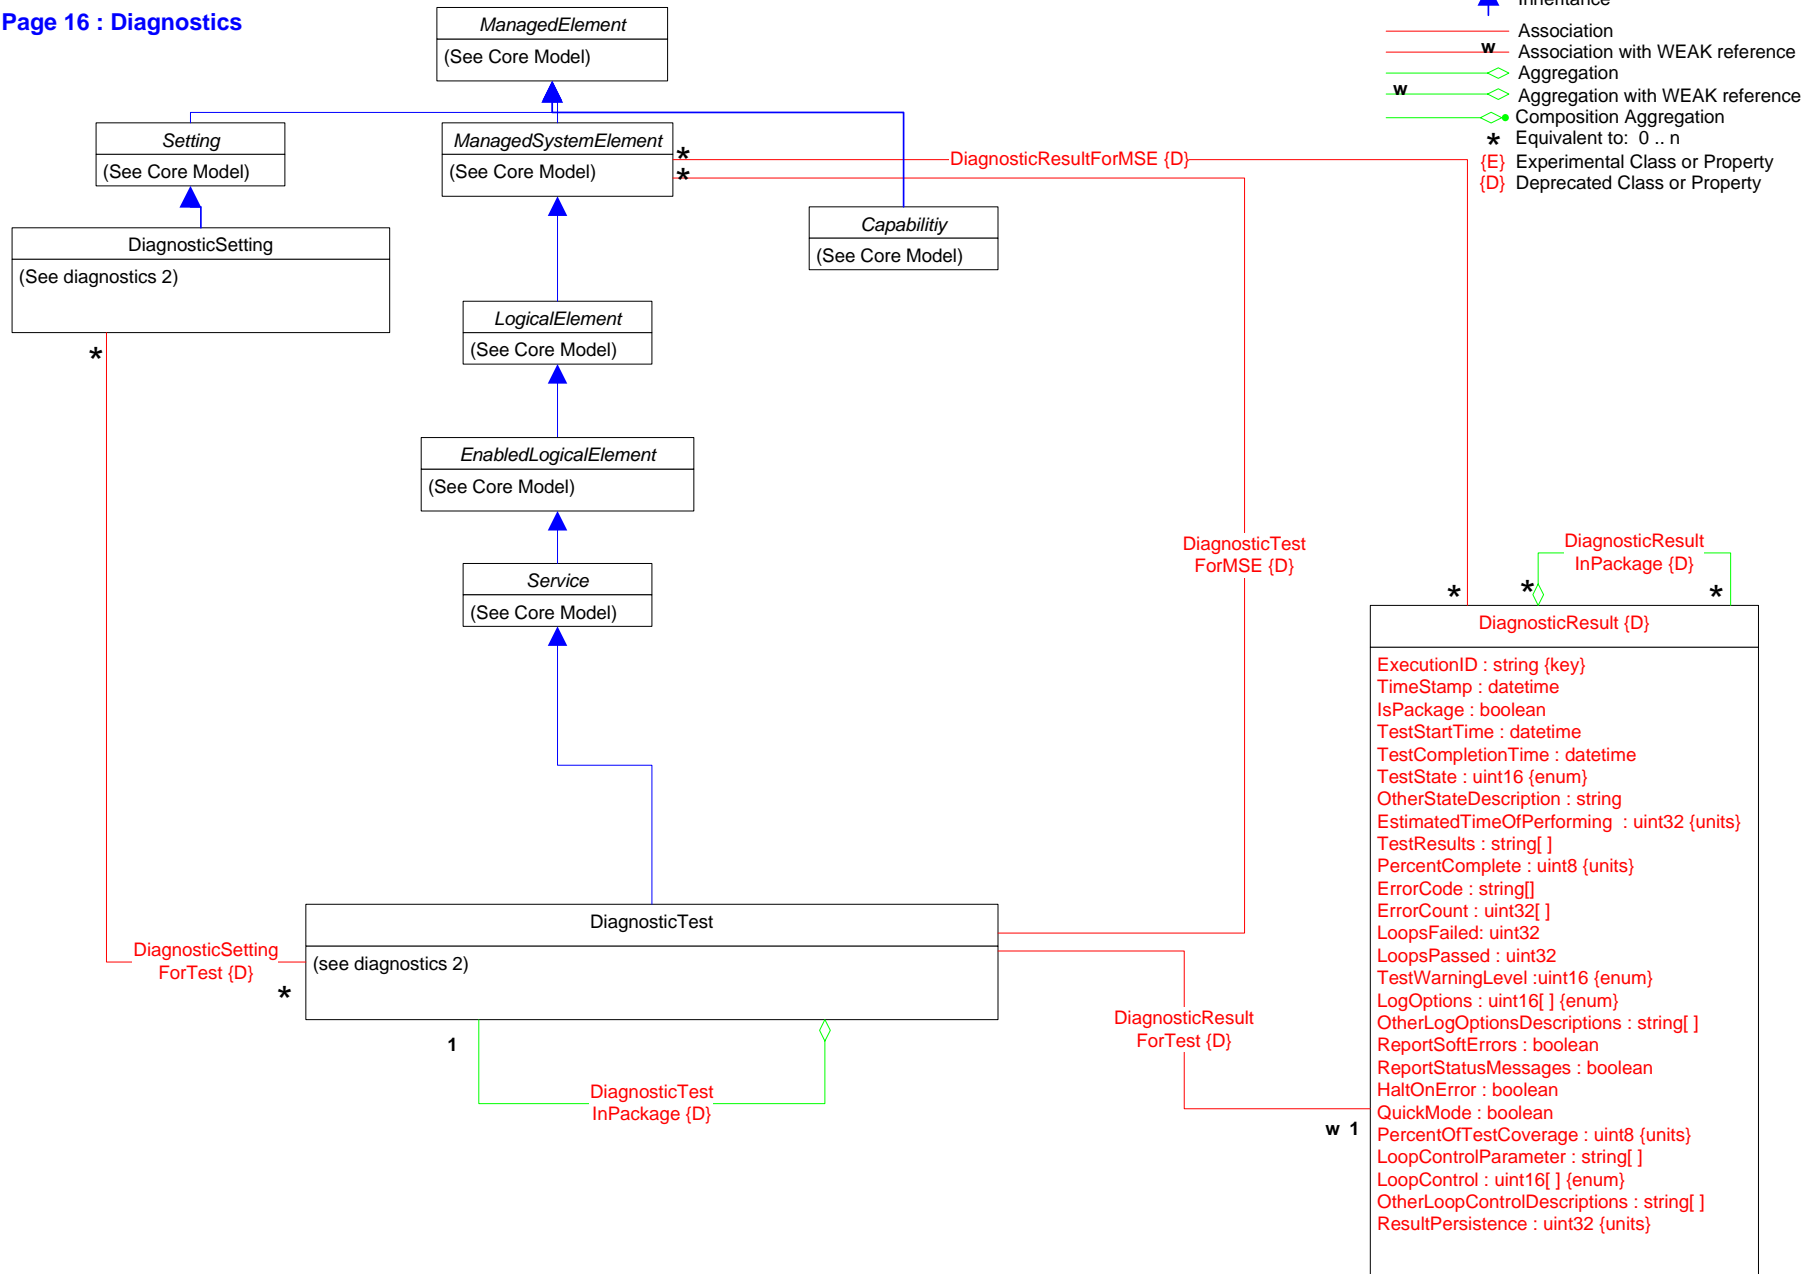 Page 16 : Diagnostics
Inheritance
Association
w
Association with WEAK reference
Aggregation
w
Aggregation with WEAK reference
Composition Aggregation
* Equivalent to: 0 .. n
{E} Experimental Class or Property
{D} Deprecated Class or Property
ManagedElement
(See Core Model)
Setting
(See Core Model)
ManagedSystemElement
(See Core Model)
*
*
DiagnosticResultForMSE {D}
Capabilitiy
(See Core Model)
DiagnosticSetting
(See diagnostics 2)
*
LogicalElement
(See Core Model)
EnabledLogicalElement
(See Core Model)
Service
(See Core Model)
DiagnosticTest
ForMSE {D}
DiagnosticResult
InPackage {D}
*
*
*
DiagnosticResult {D}
ExecutionID : string {key}
TimeStamp : datetime
IsPackage : boolean
TestStartTime : datetime
TestCompletionTime : datetime
TestState : uint16 {enum}
OtherStateDescription : string
EstimatedTimeOfPerforming : uint32 {units}
TestResults : string[ ]
PercentComplete : uint8 {units}
ErrorCode : string[]
ErrorCount : uint32[ ]
LoopsFailed: uint32
LoopsPassed : uint32
TestWarningLevel :uint16 {enum}
LogOptions : uint16[ ] {enum}
OtherLogOptionsDescriptions : string[ ]
ReportSoftErrors : boolean
ReportStatusMessages : boolean
HaltOnError : boolean
QuickMode : boolean
PercentOfTestCoverage : uint8 {units}
LoopControlParameter : string[ ]
LoopControl : uint16[ ] {enum}
OtherLoopControlDescriptions : string[ ]
ResultPersistence : uint32 {units}
DiagnosticTest
(see diagnostics 2)
DiagnosticSetting
ForTest {D}
*
1
DiagnosticTest
InPackage {D}
DiagnosticResult
ForTest {D}
w 1